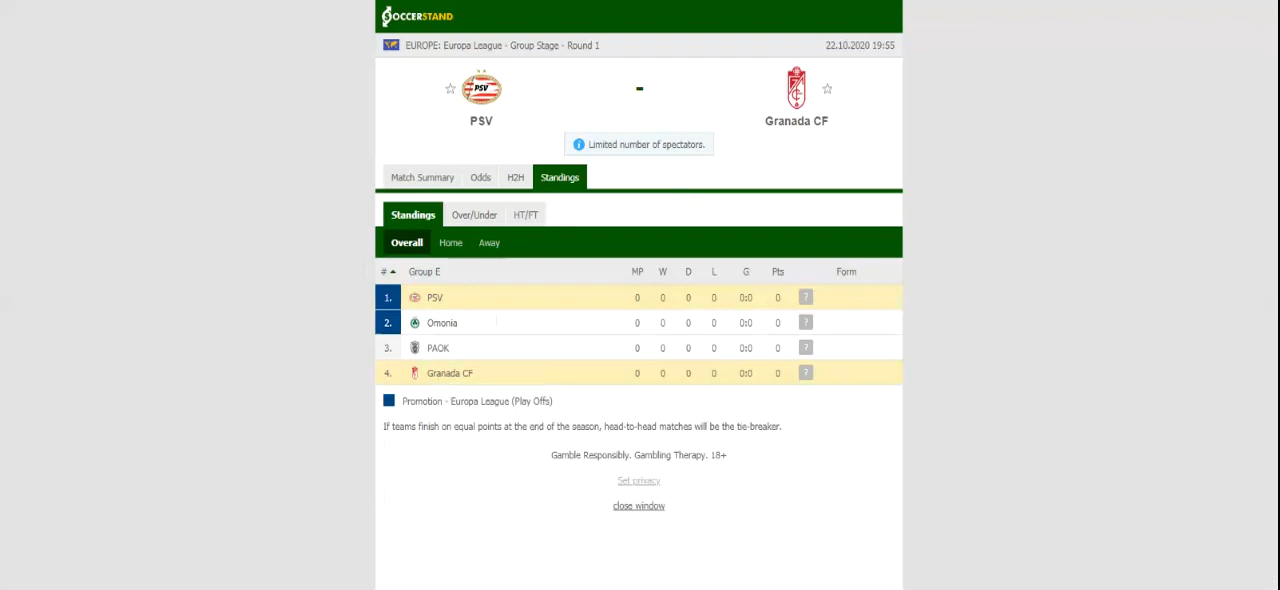 SOCCERSTAND
EUROPE: Europa League - Group Stage - Round 1 22.10.2020 19:55
PSV
-
PSV Granada CF
Limited number of spectators.
Match Summary Odds H2H Standings
Standings Over/Under HT/FT
Overall Home Away
# Group E MP W D L G Pts Form
1. PSV 0 0 0 0 0:0 0 ?
2. Omonia 0 0 0 0 0:0 0 ?
3. PAOK 0 0 0 0 0:0 0 ?
4. Granada CF 0 0 0 0 0:0 0 ?
Promotion - Europa League (Play Offs)
If teams finish on equal points at the end of the season, head-to-head matches will be the tie-breaker.
Gamble Responsibly. Gambling Therapy. 18+
Set privacy
close window